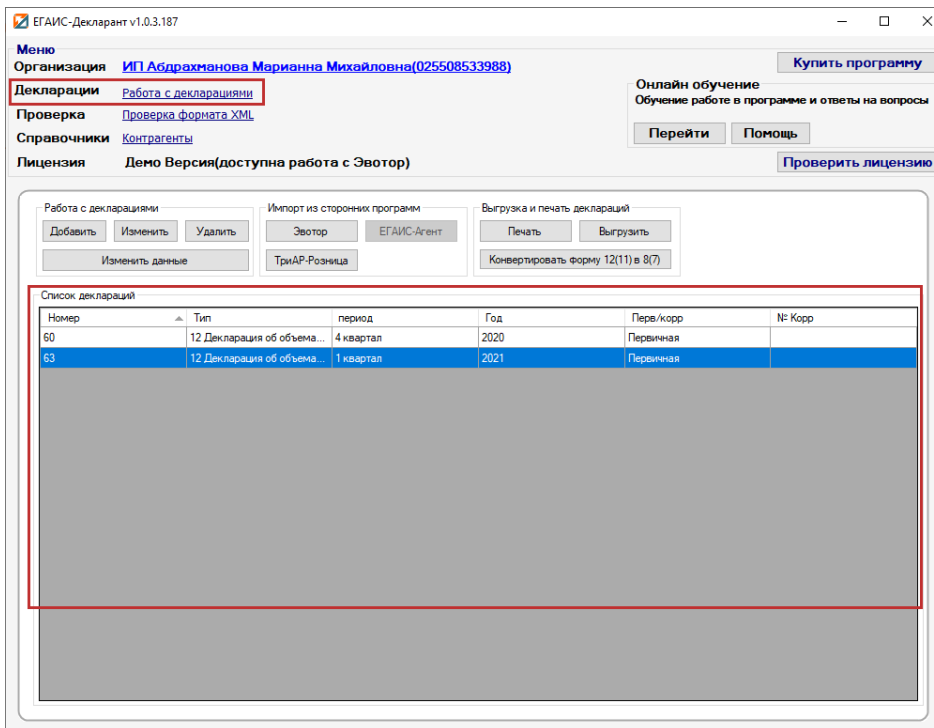 ЕГАИС-Декларант v1.0.3.187
Меню
Организация ИП Абдрахманова Марианна Михайловна(025508533988)
Купить программу
Декларации Работа с декларациями
Онлайн обучение
Обучение работе в программе и ответы на вопросы
Проверка Проверка формата XML
Перейти Помощь
Справочники Контрагенты
Лицензия Демо Версия(доступна работа с Эвотор)
Проверить лицензию
Работа с декларациями Импорт из сторонних программ Выгрузка и печать деклараций
Добавить Изменить Удалить Эвотор ЕГАИС-Агент Печать Выгрузить
Изменить данные ТриАР-Розница Конвертировать форму 12(11) в 8(7)
Список деклараций
Номер Тип период Год Перв/корр № Корр
60 12 Декларация об объема... 4 квартал 2020 Первичная
63 12 Декларация об объема... 1 квартал 2021 Первичная